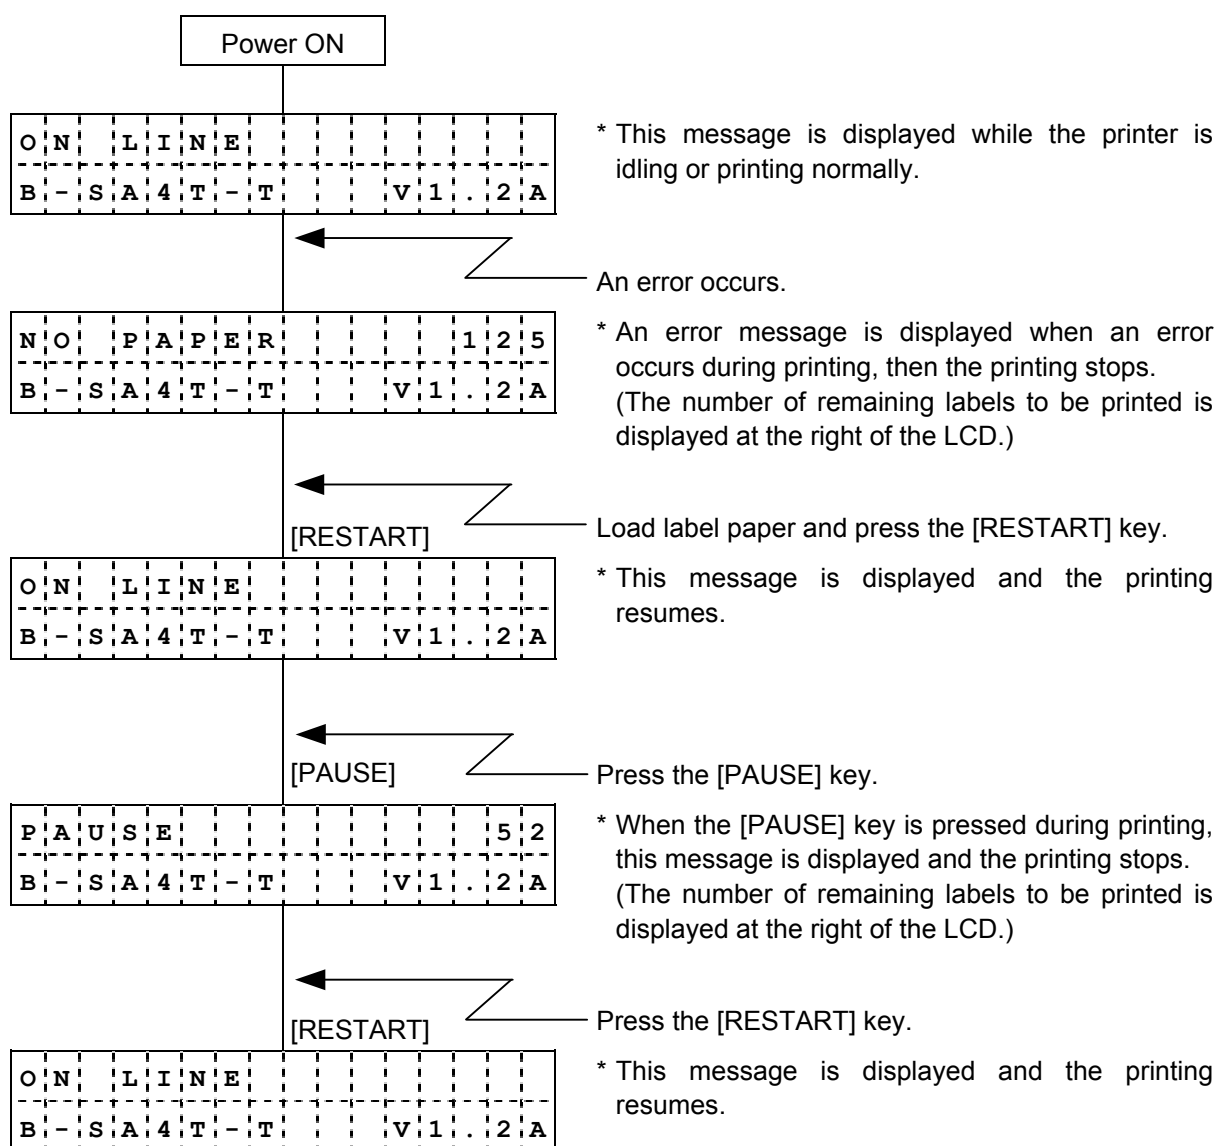 Power ON
ON LINE
B-SA4T-T V1.2A
* This message is displayed while the printer is
idling or printing normally.
An error occurs.
NO PAPER 125
B-SA4T-T V1.2A
* An error message is displayed when an error
occurs during printing, then the printing stops.
(The number of remaining labels to be printed is
displayed at the right of the LCD.)
[RESTART]
Load label paper and press the [RESTART] key.
ON LINE
B-SA4T-T V1.2A
* This message is displayed and the printing
resumes.
[PAUSE]
Press the [PAUSE] key.
PAUSE 52
B-SA4T-T V1.2A
* When the [PAUSE] key is pressed during printing,
this message is displayed and the printing stops.
(The number of remaining labels to be printed is
displayed at the right of the LCD.)
[RESTART]
Press the [RESTART] key.
ON LINE
B-SA4T-T V1.2A
* This message is displayed and the printing
resumes.